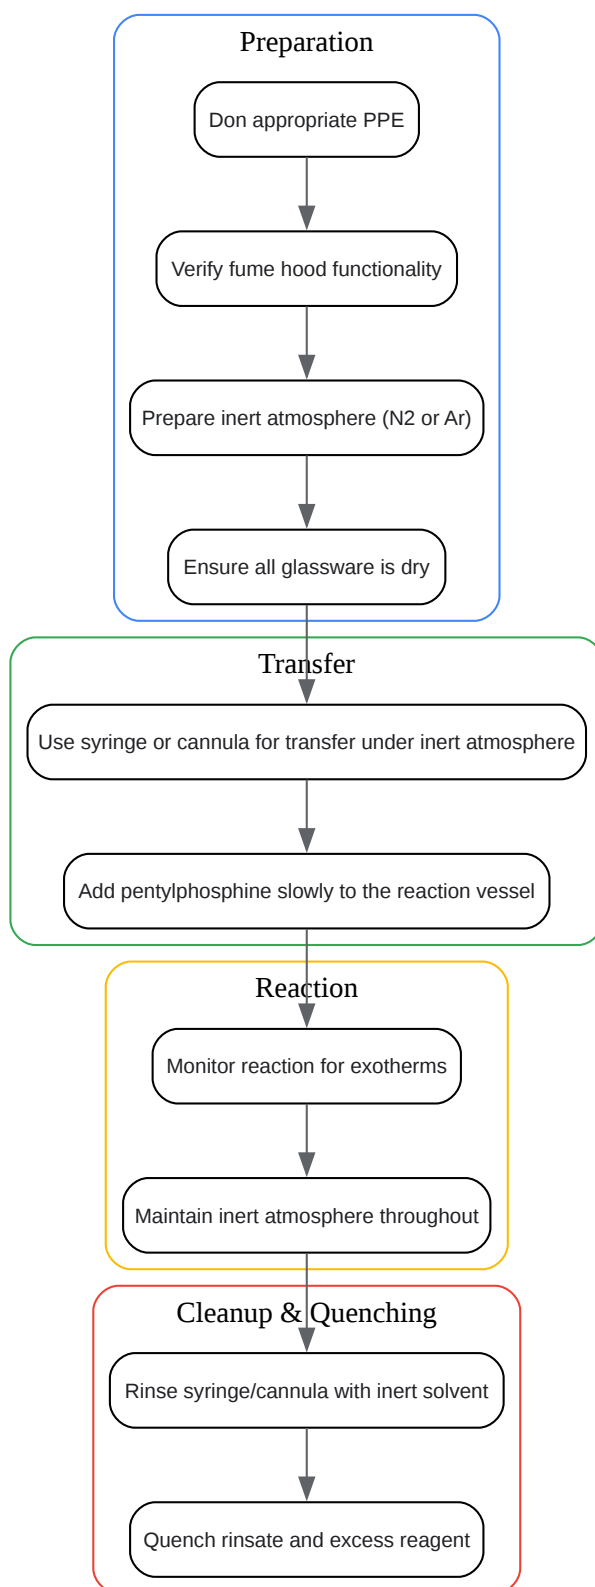 Preparation
Don appropriate PPE
Verify fume hood functionality
Prepare inert atmosphere (N2 or Ar)
Ensure all glassware is dry
Transfer
Use syringe or cannula for transfer under inert atmosphere
Add pentylphosphine slowly to the reaction vessel
Reaction
Monitor reaction for exotherms
Maintain inert atmosphere throughout
Cleanup & Quenching
Rinse syringe/cannula with inert solvent
Quench rinsate and excess reagent